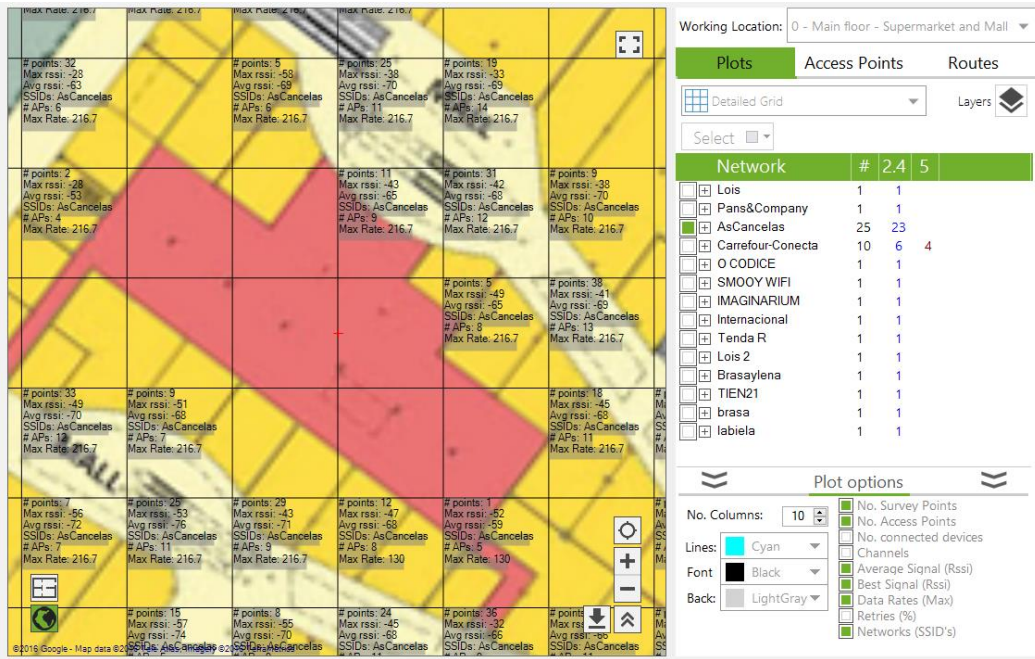 Max Rate: 216.7
Max Rate: 216.7
Max Rate: 216.7
Max Rate: 216.7
# points: 32
Max rssi: -28
Avg rssi: -63
SSIDs: AsCancelas
# APs: 6
Max Rate: 216.7
# points: 5
Max rssi: -58
Avg rssi: -69
SSIDs: AsCancelas
# APs: 6
Max Rate: 216.7
# points: 25
Max rssi: -38
Avg rssi: -70
SSIDs: AsCancelas
# APs: 11
Max Rate: 216.7
# points: 19
Max rssi: -33
Avg rssi: -69
SSIDs: AsCancelas
# APs: 14
Max Rate: 216.7
# points: 2
Max rssi: -28
Avg rssi: -53
SSIDs: AsCancelas
# APs: 4
Max Rate: 216.7
# points: 11
Max rssi: -43
Avg rssi: -65
SSIDs: AsCancelas
# APs: 9
Max Rate: 216.7
# points: 31
Max rssi: -42
Avg rssi: -68
SSIDs: AsCancelas
# APs: 12
Max Rate: 216.7
# points: 9
Max rssi: -38
Avg rssi: -70
SSIDs: AsCancelas
# APs: 10
Max Rate: 216.7
# points: 5
Max rssi: -49
Avg rssi: -65
SSIDs: AsCancelas
# APs: 8
Max Rate: 216.7
# points: 38
Max rssi: -41
Avg rssi: -69
SSIDs: AsCancelas
# APs: 13
Max Rate: 216.7
# points: 33
Max rssi: -49
Avg rssi: -70
SSIDs: AsCancelas
# APs: 12
Max Rate: 216.7
# points: 9
Max rssi: -51
Avg rssi: -68
SSIDs: AsCancelas
# APs: 7
Max Rate: 216.7
# points: 18
Max rssi: -45
Avg rssi: -68
SSIDs: AsCancelas
# APs: 11
Max Rate: 216.7
MALL
# points: 7
Max rssi: -56
Avg rssi: -72
SSIDs: AsCancelas
# APs: 7
Max Rate: 216.7
# points: 25
Max rssi: -53
Avg rssi: -76
SSIDs: AsCancelas
# APs: 11
Max Rate: 216.7
# points: 29
Max rssi: -43
Avg rssi: -71
SSIDs: AsCancelas
# APs: 9
Max Rate: 216.7
# points: 12
Max rssi: -47
Avg rssi: -68
SSIDs: AsCancelas
# APs: 8
Max Rate: 130
# points: 1
Max rssi: -52
Avg rssi: -59
SSIDs: AsCancelas
# APs: 5
Max Rate: 130
# points: 15
Max rssi: -57
Avg rssi: -74
# points: 8
Max rssi: -55
Avg rssi: -70
SSIDs: AsCancelas
# points: 24
Max rssi: -45
Avg rssi: -68
SSIDs: AsCancelas
# points: 36
Max rssi: -32
Avg rssi: -66
SSIDs: AsCancelas
# points:
Max
Avg rssi: -66
SSIDs: AsCancelas
©2016 Google - Map data
Working Location: 0 - Main floor - Supermarket and Mall
Plots Access Points Routes
Detailed Grid Layers
Select
Network # 2.4 5
Lois 1 1
Pans&Company 1 1
AsCancelas 25 23
Carrefour-Conecta 10 6 4
O CODICE 1 1
SMOOY WIFI 1 1
IMAGINARIUM 1 1
Internacional 1 1
Tenda R 1 1
Lois 2 1 1
Brasaylena 1 1
TIEN21 1 1
brasa 1 1
labiela 1 1
Plot options
No. Columns: 10
Lines: Cyan
Font Black
Back: LightGray
No. Survey Points
No. Access Points
No. connected devices
Channels
Average Signal (Rssi)
Best Signal (Rssi)
Data Rates (Max)
Retries (%)
Networks (SSID's)